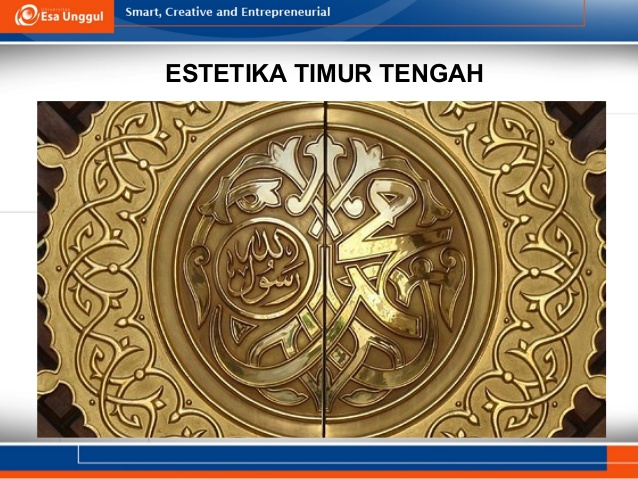 Esa Unggul
Smart, Creative and Entrepreneurial
ESTETIKA TIMUR TENGAH
محمد
رسول الله